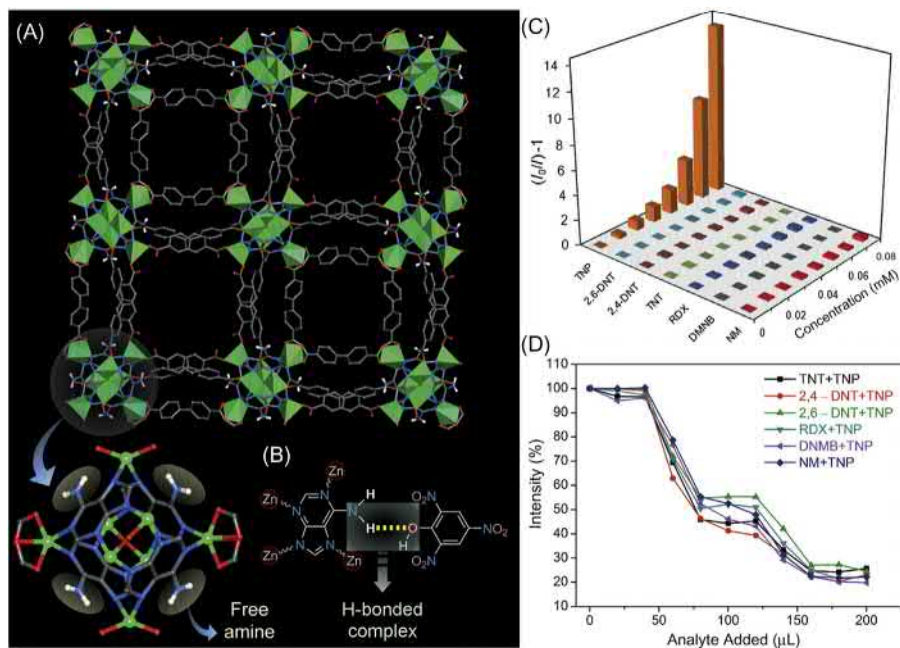 (A)
Free
amine
(B)
Zn
Zn
Zn
Zn
N
N
N
N
N
H
H
H-bonded
complex
O
H
O₂N
NO₂
O₂N
(C)
(I₀/I)-1
14
12
10
8
6
4
2
0
TNP
2,6-DNT
2,4-DNT
TNT
RDX
DMNB
NM
0
0.02
0.04
0.06
0.08
Concentration (mM)
(D)
Intensity (%)
110
100
90
80
70
60
50
40
30
20
10
TNT+TNP
2,4 – DNT+TNP
2,6 – DNT+TNP
RDX+TNP
DNMB+TNP
NM+TNP
0
50
100
150
200
Analyte Added (μL)